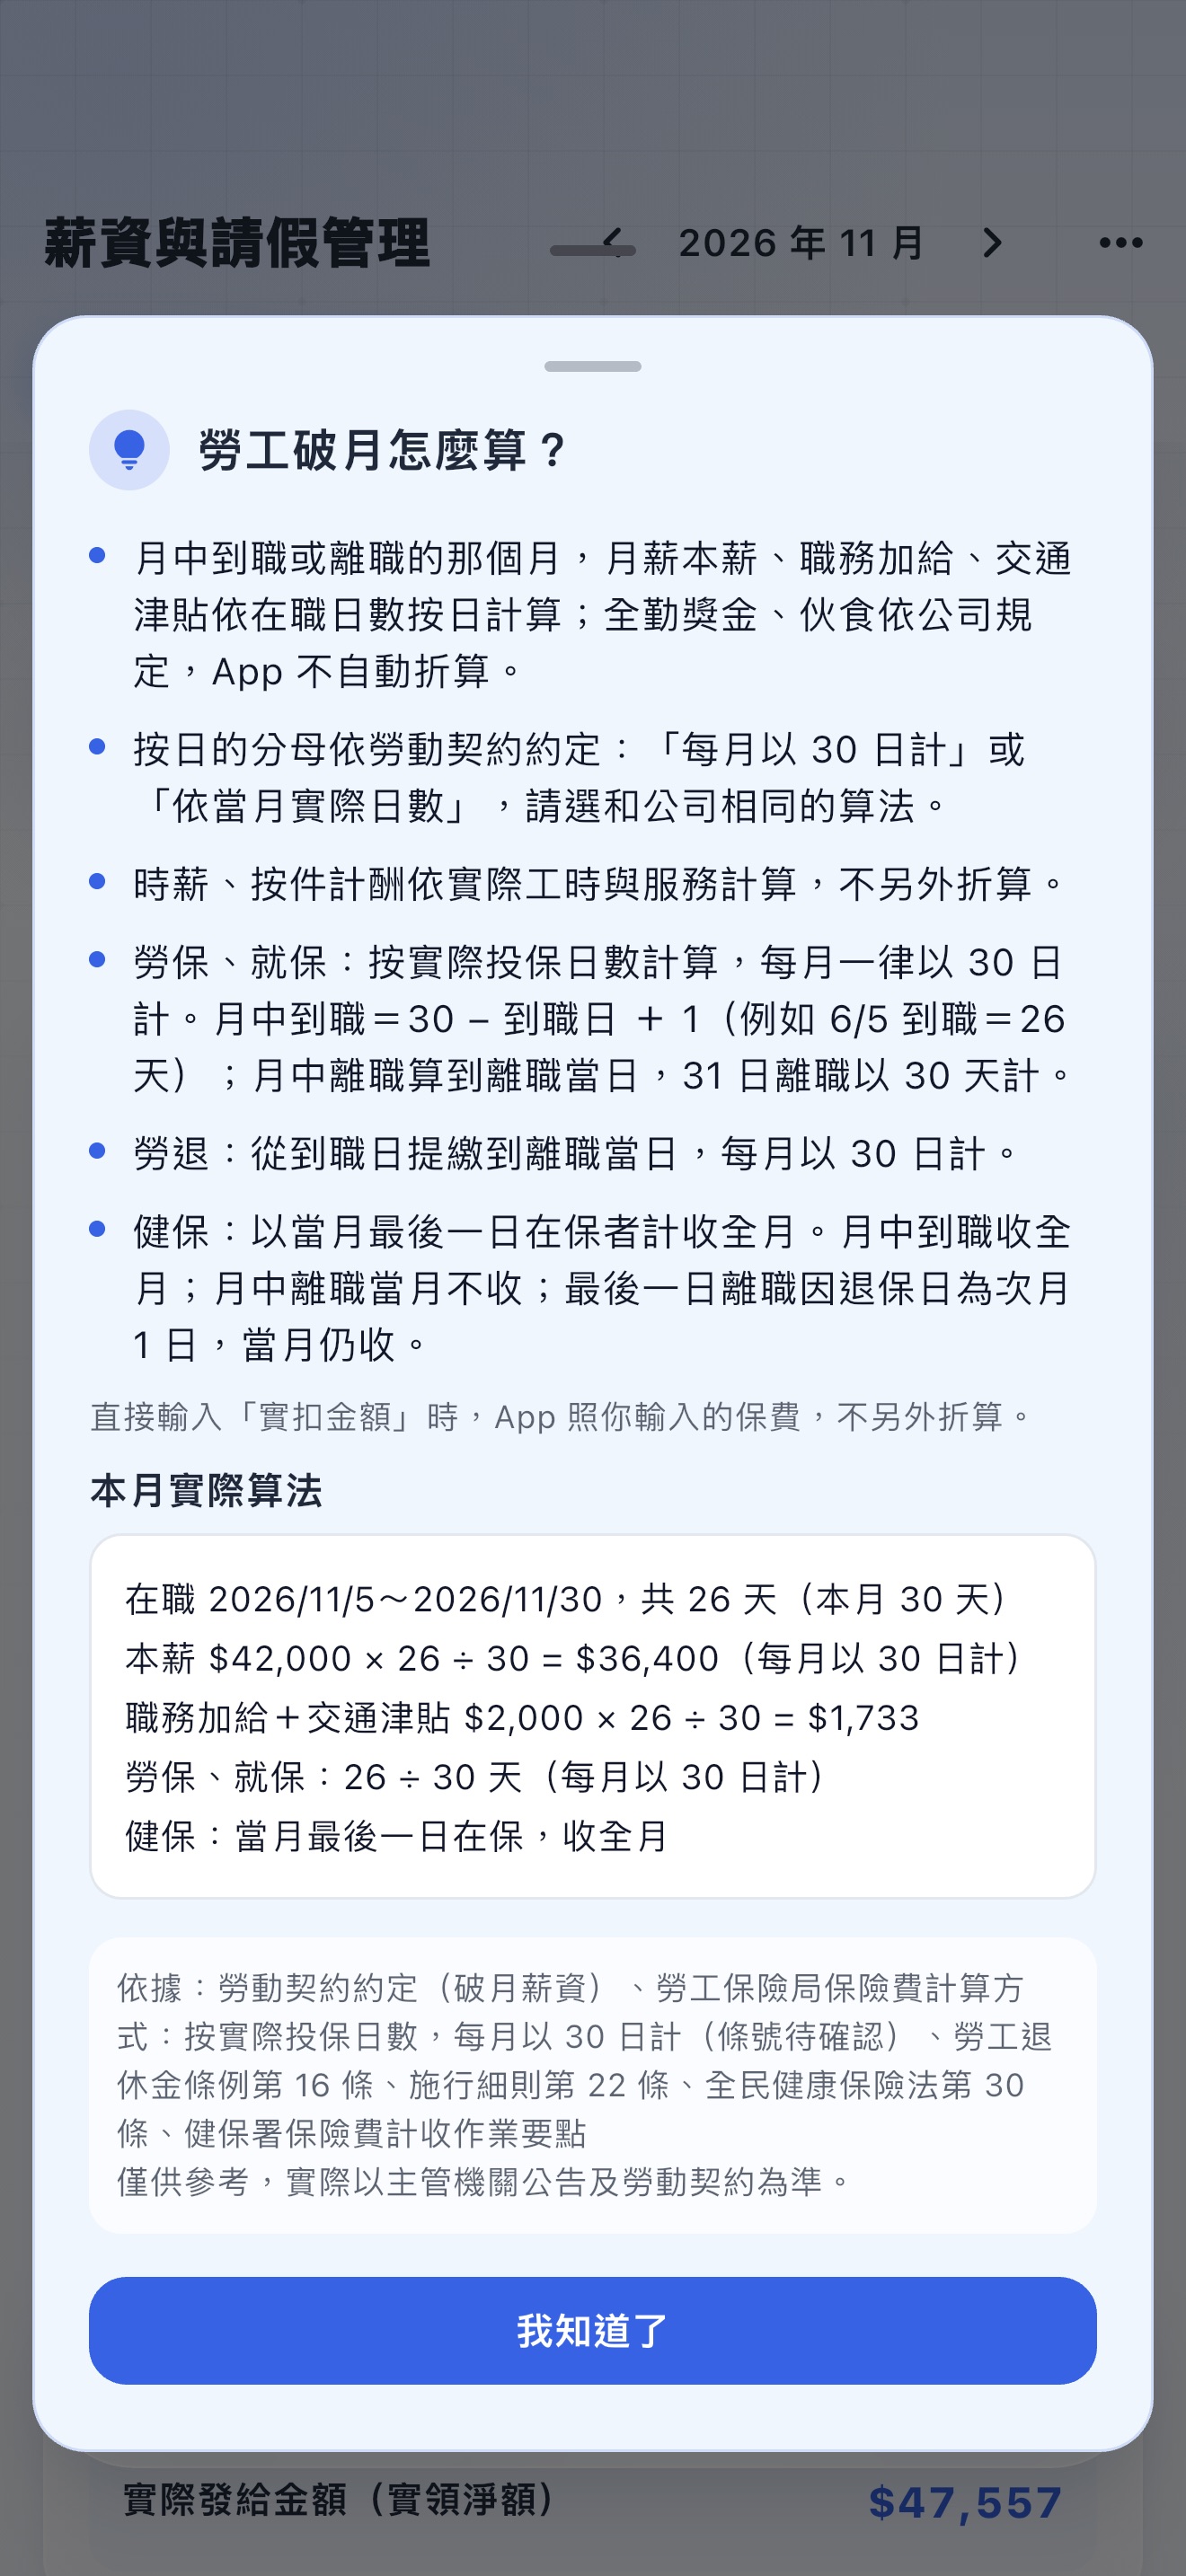 薪資與請假管理
2026 年 11 月
勞工破月怎麼算？
月中到職或離職的那個月，月薪本薪、職務加給、交通
津貼依在職日數按日計算；全勤獎金、伙食依公司規
定，App 不自動折算。
按日的分母依勞動契約約定：「每月以 30 日計」或
「依當月實際日數」，請選和公司相同的算法。
時薪、按件計酬依實際工時與服務計算，不另外折算。
勞保、就保：按實際投保日數計算，每月一律以 30 日
計。月中到職＝30 − 到職日 ＋ 1（例如 6/5 到職＝26
天）；月中離職算到離職當日，31 日離職以 30 天計。
勞退：從到職日提繳到離職當日，每月以 30 日計。
健保：以當月最後一日在保者計收全月。月中到職收全
月；月中離職當月不收；最後一日離職因退保日為次月
1 日，當月仍收。
直接輸入「實扣金額」時，App 照你輸入的保費，不另外折算。
本月實際算法
在職 2026/11/5～2026/11/30，共 26 天（本月 30 天）
本薪 $42,000 × 26 ÷ 30 = $36,400（每月以 30 日計）
職務加給＋交通津貼 $2,000 × 26 ÷ 30 = $1,733
勞保、就保：26 ÷ 30 天（每月以 30 日計）
健保：當月最後一日在保，收全月
依據：勞動契約約定（破月薪資）、勞工保險局保險費計算方
式：按實際投保日數，每月以 30 日計（條號待確認）、勞工退
休金條例第 16 條、施行細則第 22 條、全民健康保險法第 30
條、健保署保險費計收作業要點
僅供參考，實際以主管機關公告及勞動契約為準。
我知道了
實際發給金額（實領淨額）
$47,557